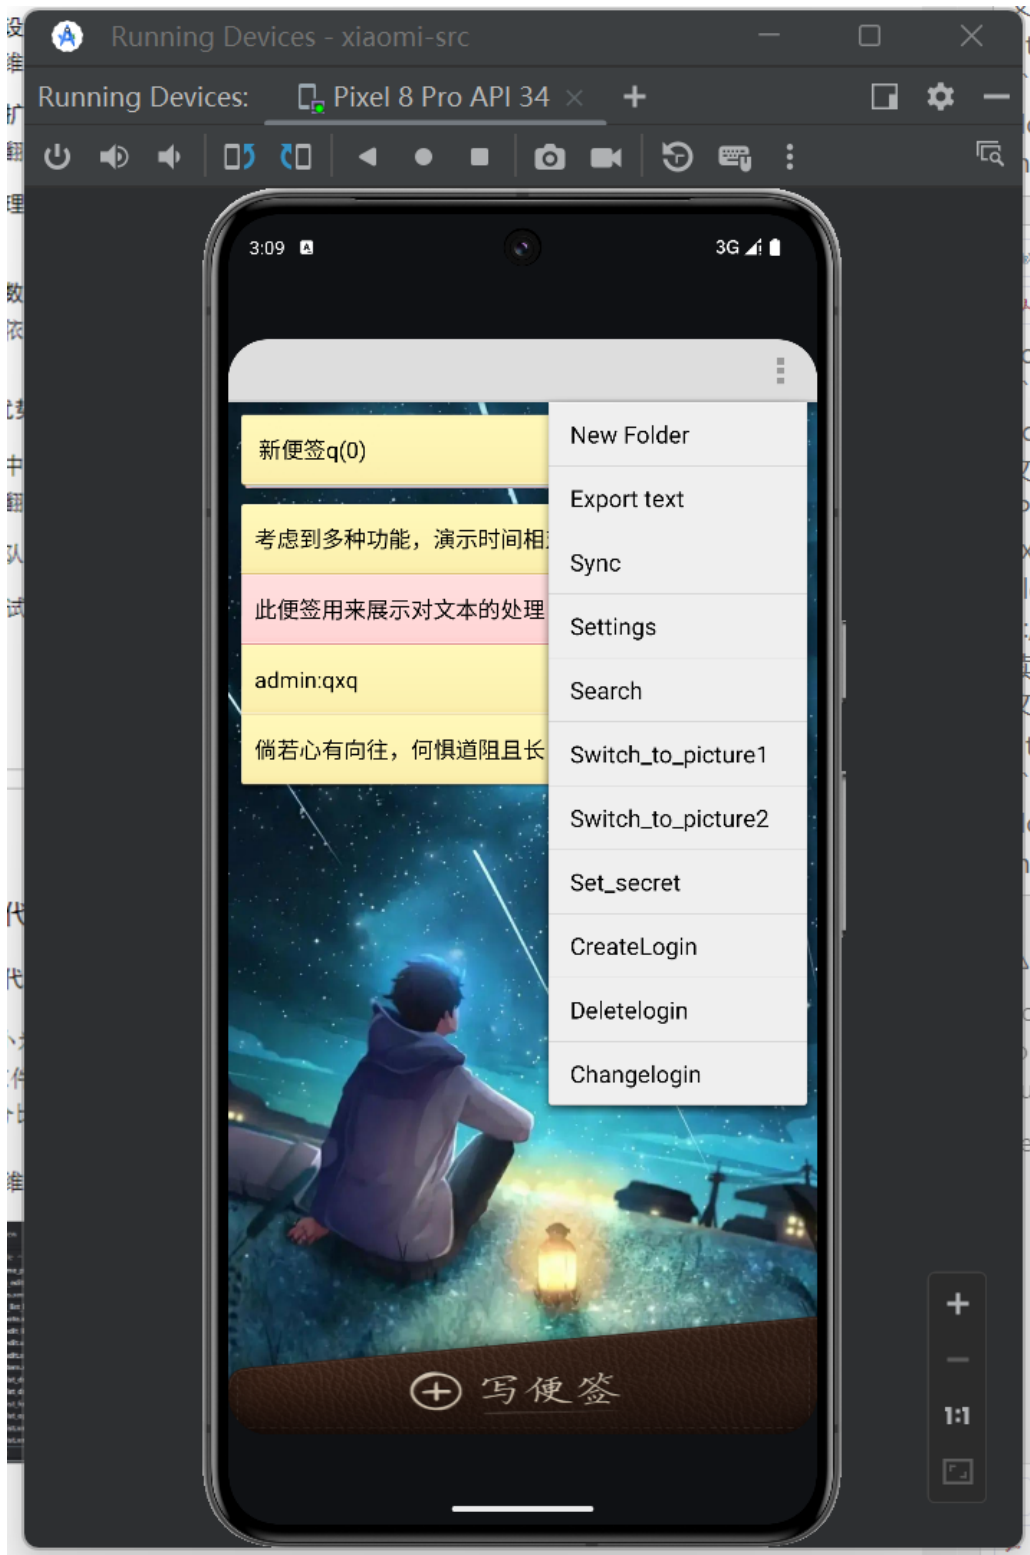 Running Devices - xiaomi-src
Running Devices:
Pixel 8 Pro API 34
3:09
3G
新便签q(0)
考虑到多种功能，演示时间相
此便签用来展示对文本的处理
admin:qxq
倘若心有向往，何惧道阻且长
New Folder
Export text
Sync
Settings
Search
Switch_to_picture1
Switch_to_picture2
Set_secret
CreateLogin
Deletelogin
Changelogin
写便签
1:1